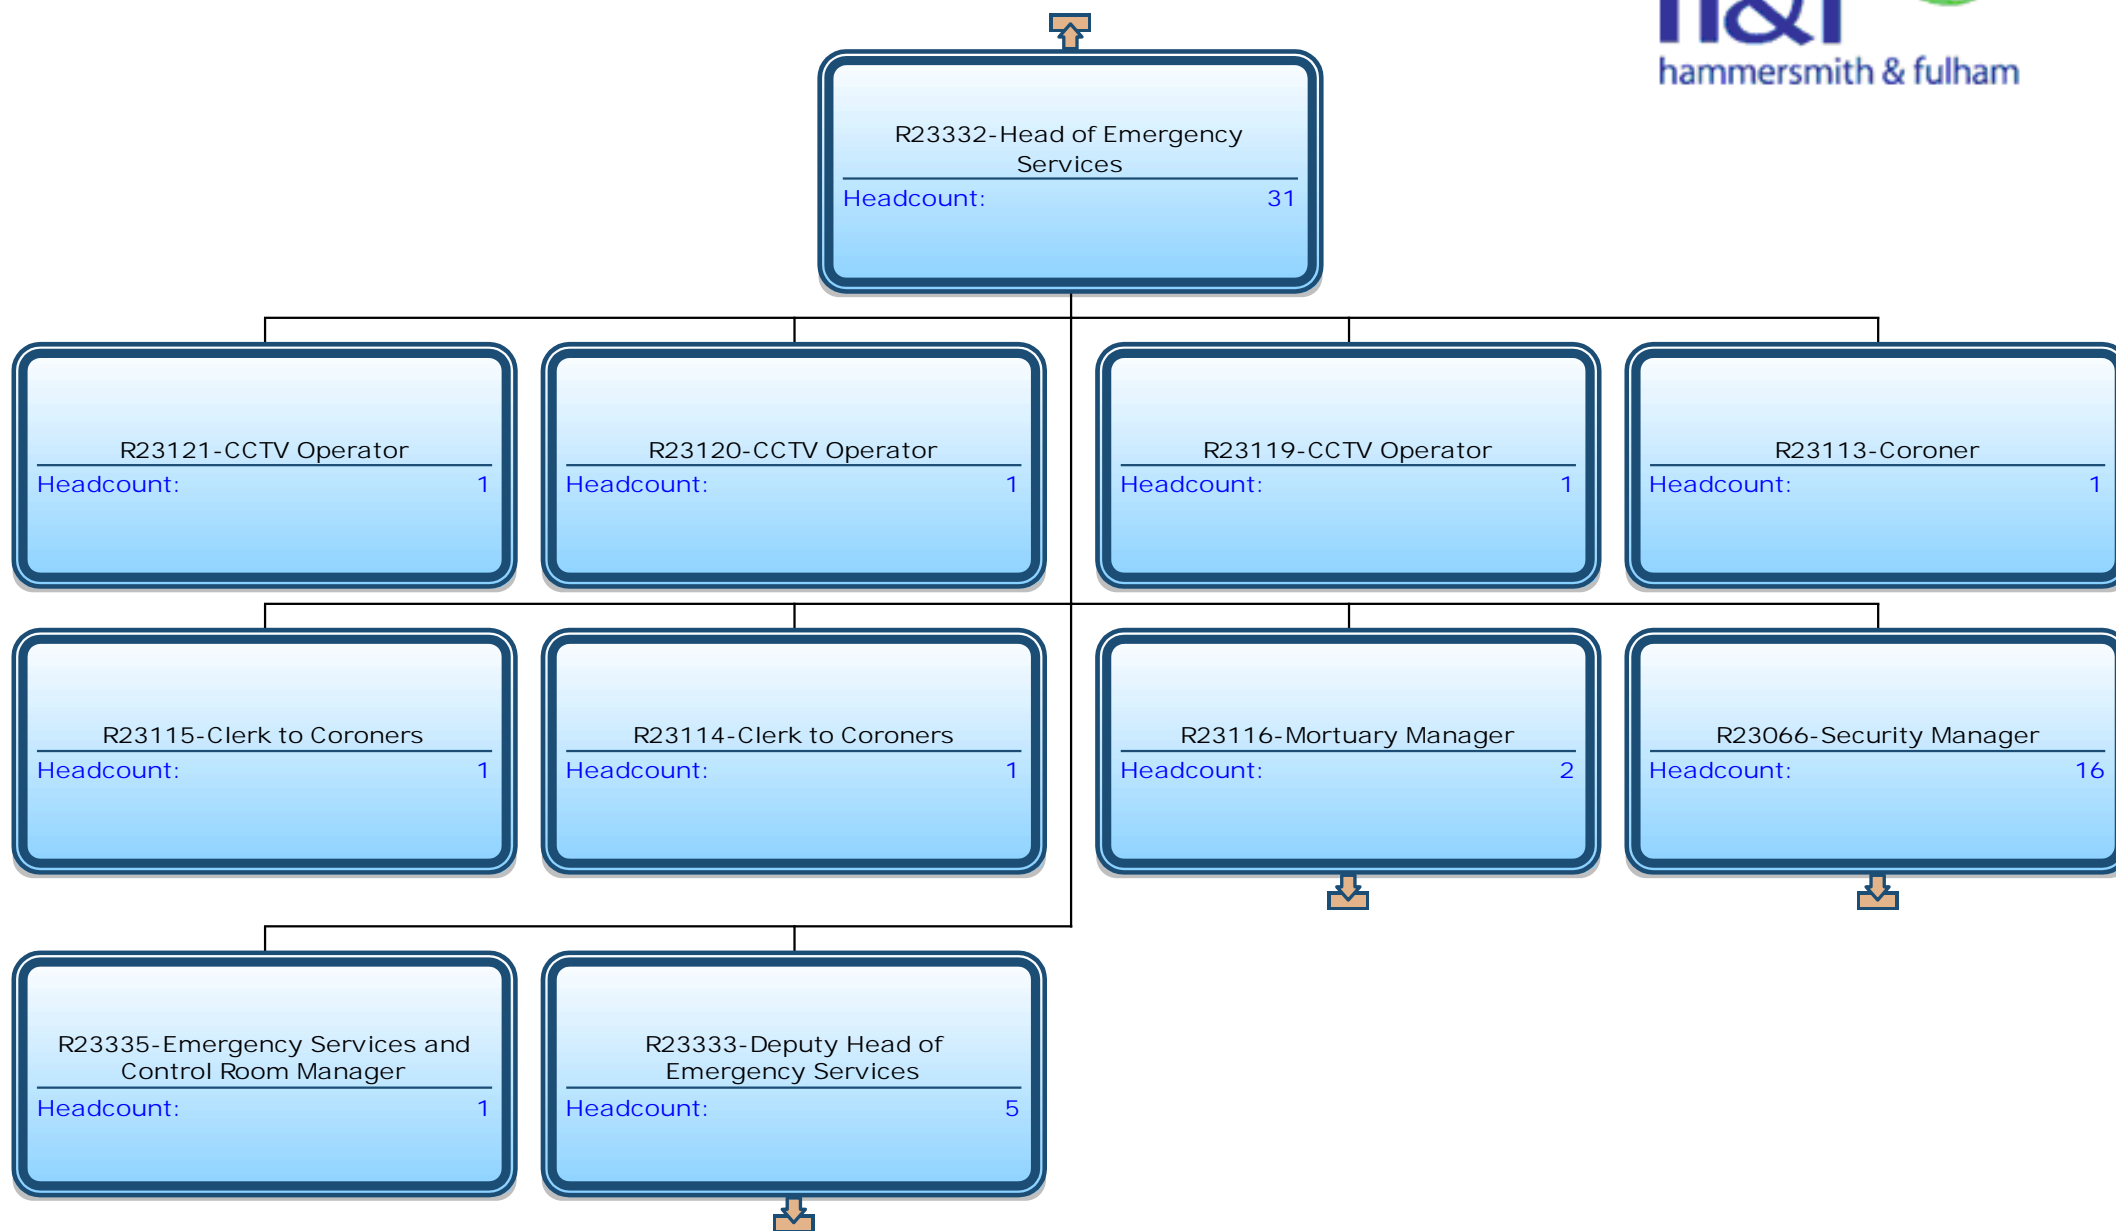 h&f
hammersmith & fulham
R23332-Head of Emergency
Services
Headcount: 31
R23121-CCTV Operator
Headcount: 1
R23120-CCTV Operator
Headcount: 1
R23119-CCTV Operator
Headcount: 1
R23113-Coroner
Headcount: 1
R23115-Clerk to Coroners
Headcount: 1
R23114-Clerk to Coroners
Headcount: 1
R23116-Mortuary Manager
Headcount: 2
R23066-Security Manager
Headcount: 16
R23335-Emergency Services and
Control Room Manager
Headcount: 1
R23333-Deputy Head of
Emergency Services
Headcount: 5